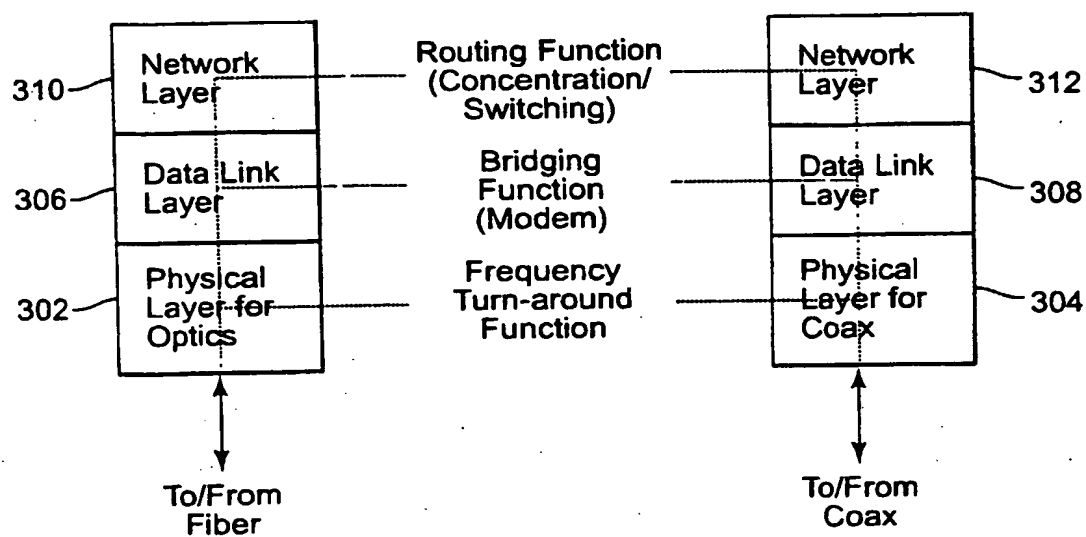 310
Network
Layer
Routing Function
(Concentration/
Switching)
Network
Layer
312
306
Data Link
Layer
Bridging
Function
(Modem)
Data Link
Layer
308
302
Physical
Layer for
Optics
Frequency
Turn-around
Function
Physical
Layer for
Coax
304
To/From
Fiber
To/From
Coax